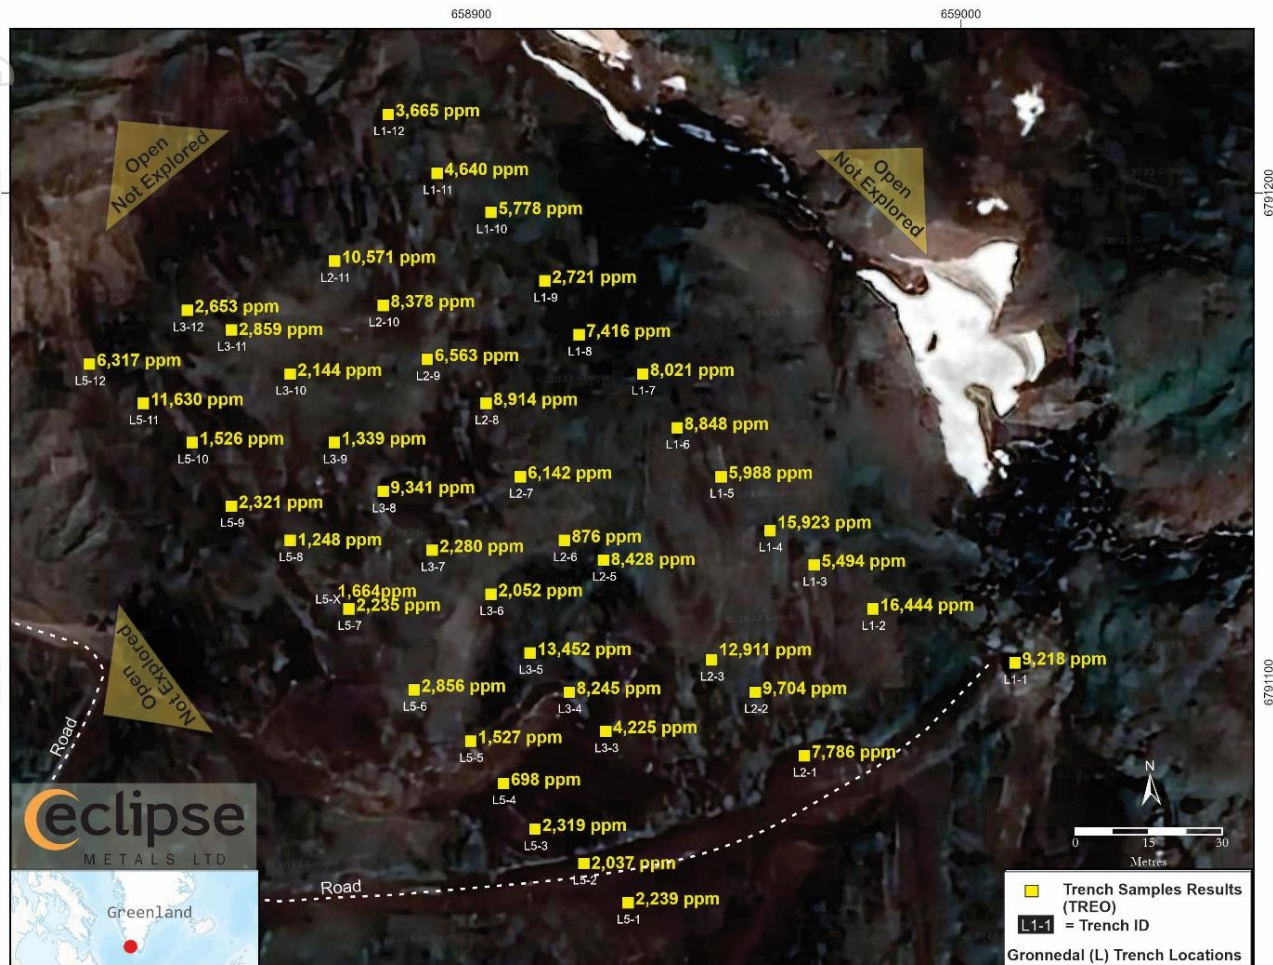 658900
659000
3,665 ppm
L1-12
4,640 ppm
L1-11
5,778 ppm
L1-10
Open
Not Explored
Open
Not Explored
6791200
10,571 ppm
L2-11
2,721 ppm
L1-9
2,653 ppm
L3-12
8,378 ppm
L2-10
2,859 ppm
L3-11
7,416 ppm
L1-8
6,317 ppm
L5-12
2,144 ppm
L3-10
6,563 ppm
L2-9
8,021 ppm
L1-7
11,630 ppm
L5-11
8,914 ppm
L2-8
8,848 ppm
L1-6
1,526 ppm
L5-10
1,339 ppm
L3-9
6,142 ppm
L2-7
5,988 ppm
L1-5
9,341 ppm
L3-8
2,321 ppm
L5-9
15,923 ppm
L1-4
1,248 ppm
L5-8
2,280 ppm
L3-7
876 ppm
L2-6
8,428 ppm
L2-5
5,494 ppm
L1-3
1,664ppm
L5-X
2,235 ppm
L5-7
2,052 ppm
L3-6
16,444 ppm
L1-2
Open
Not Explored
13,452 ppm
L3-5
12,911 ppm
L2-3
9,218 ppm
L1-1
6791100
2,856 ppm
L5-6
8,245 ppm
L3-4
9,704 ppm
L2-2
Road
1,527 ppm
L5-5
4,225 ppm
L3-3
7,786 ppm
L2-1
698 ppm
L5-4
N
eclipse
METALS LTD
2,319 ppm
L5-3
0 30
Metres
2,037 ppm
L5-2
Road
2,239 ppm
L5-1
Greenland
Trench Samples Results
(TREO)
L1-1 = Trench ID
Gronnedal (L) Trench Locations